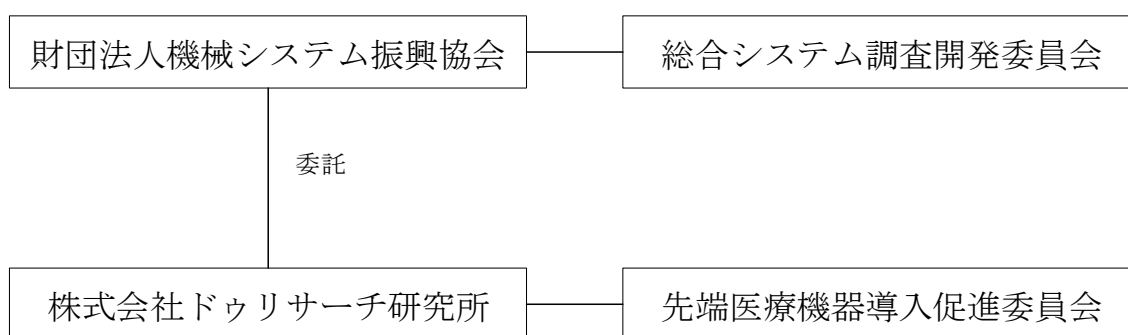 財団法人機械システム振興協会
総合システム調査開発委員会
委託
株式会社ドゥリサーチ研究所
先端医療機器導入促進委員会